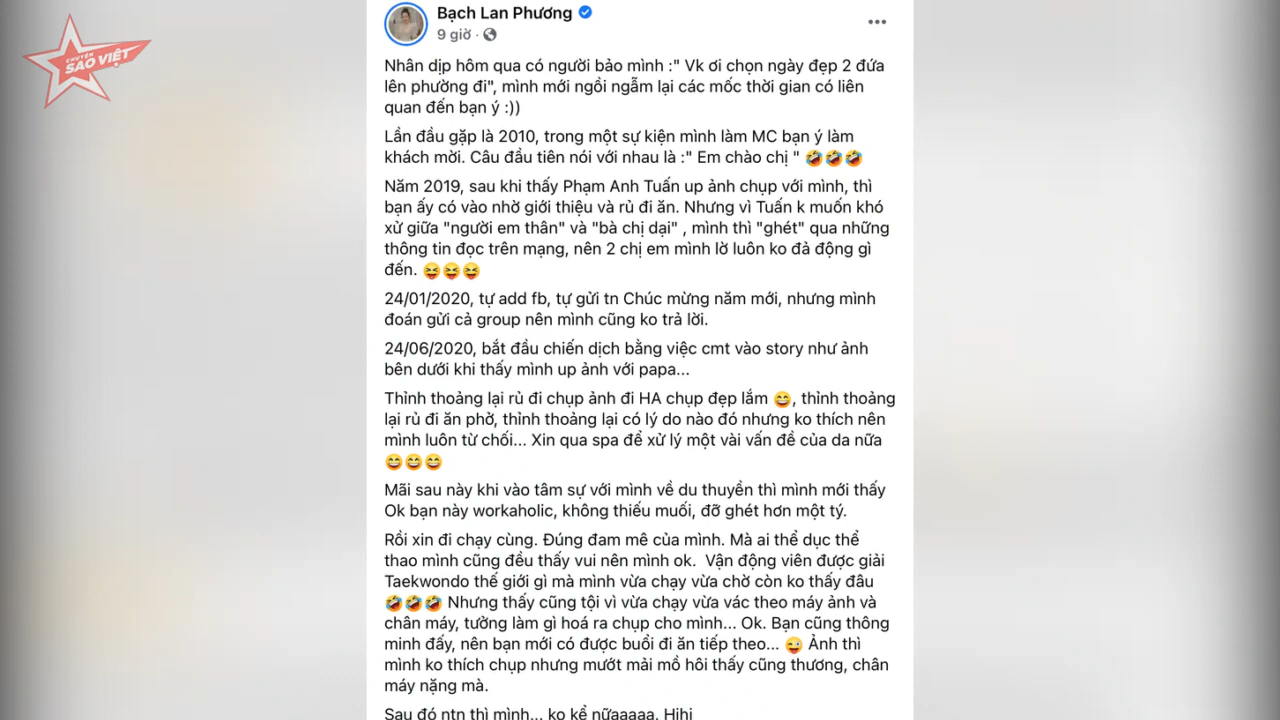 CHUYỆN
SAO VIỆT
Bạch Lan Phương
9 giờ ·
Nhân dịp hôm qua có người bảo mình :" Vk ơi chọn ngày đẹp 2 đứa
lên phường đi", mình mới ngồi ngẫm lại các mốc thời gian có liên
quan đến bạn ý :))
Lần đầu gặp là 2010, trong một sự kiện mình làm MC bạn ý làm
khách mời. Câu đầu tiên nói với nhau là :" Em chào chị " 🤣🤣🤣
Năm 2019, sau khi thấy Phạm Anh Tuấn up ảnh chụp với mình, thì
bạn ấy có vào nhờ giới thiệu và rủ đi ăn. Nhưng vì Tuấn k muốn khó
xử giữa "người em thân" và "bà chị dại" , mình thì "ghét" qua những
thông tin đọc trên mạng, nên 2 chị em mình lờ luôn ko đả động gì
đến. 😝😝😝
24/01/2020, tự add fb, tự gửi tn Chúc mừng năm mới, nhưng mình
đoán gửi cả group nên mình cũng ko trả lời.
24/06/2020, bắt đầu chiến dịch bằng việc cmt vào story như ảnh
bên dưới khi thấy mình up ảnh với papa...
Thỉnh thoảng lại rủ đi chụp ảnh đi HA chụp đẹp lắm 😄, thỉnh thoảng
lại rủ đi ăn phở, thỉnh thoảng lại có lý do nào đó nhưng ko thích nên
mình luôn từ chối... Xin qua spa để xử lý một vài vấn đề của da nữa
😄😄😄
Mãi sau này khi vào tâm sự với mình về du thuyền thì mình mới thấy
Ok bạn này workaholic, không thiếu muối, đỡ ghét hơn một tý.
Rồi xin đi chạy cùng. Đúng đam mê của mình. Mà ai thể dục thể
thao mình cũng đều thấy vui nên mình ok. Vận động viên được giải
Taekwondo thế giới gì mà mình vừa chạy vừa chờ còn ko thấy đâu
🤣🤣🤣 Nhưng thấy cũng tội vì vừa chạy vừa vác theo máy ảnh và
chân máy, tưởng làm gì hoá ra chụp cho mình... Ok. Bạn cũng thông
minh đấy, nên bạn mới có được buổi đi ăn tiếp theo... 😜 Ảnh thì
mình ko thích chụp nhưng mướt mải mồ hôi thấy cũng thương, chân
máy nặng mà.
Sau đó ntn thì mình... ko kể nữaaaaa. Hihi